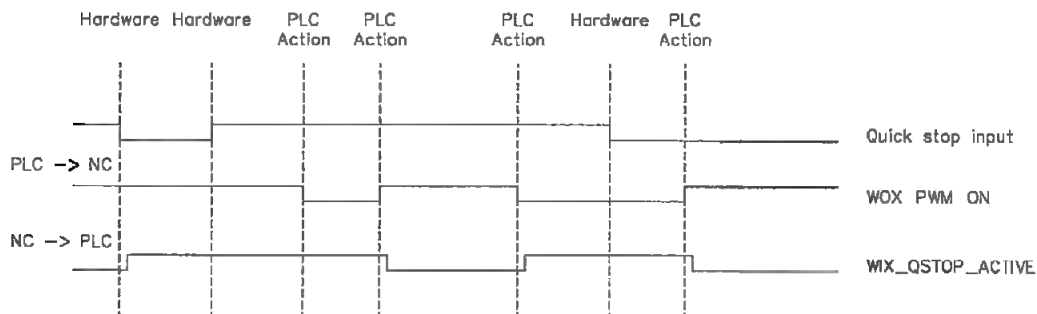 Hardware Hardware PLC Action PLC Action PLC Action Hardware PLC Action
Quick stop input
PLC -> NC
WOX PWM ON
NC -> PLC
WIX_QSTOP_ACTIVE